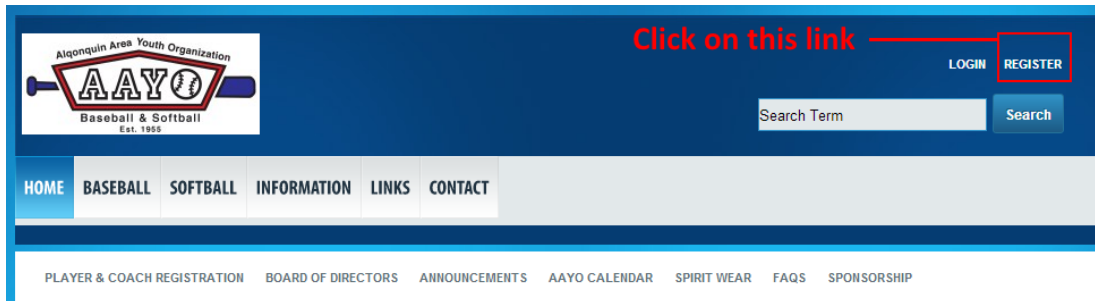 Algonquin Area Youth Organization
AAYO
Baseball & Softball
Est. 1955
Click on this link
LOGIN REGISTER
Search Term Search
HOME BASEBALL SOFTBALL INFORMATION LINKS CONTACT
PLAYER & COACH REGISTRATION BOARD OF DIRECTORS ANNOUNCEMENTS AAYO CALENDAR SPIRIT WEAR FAQS SPONSORSHIP